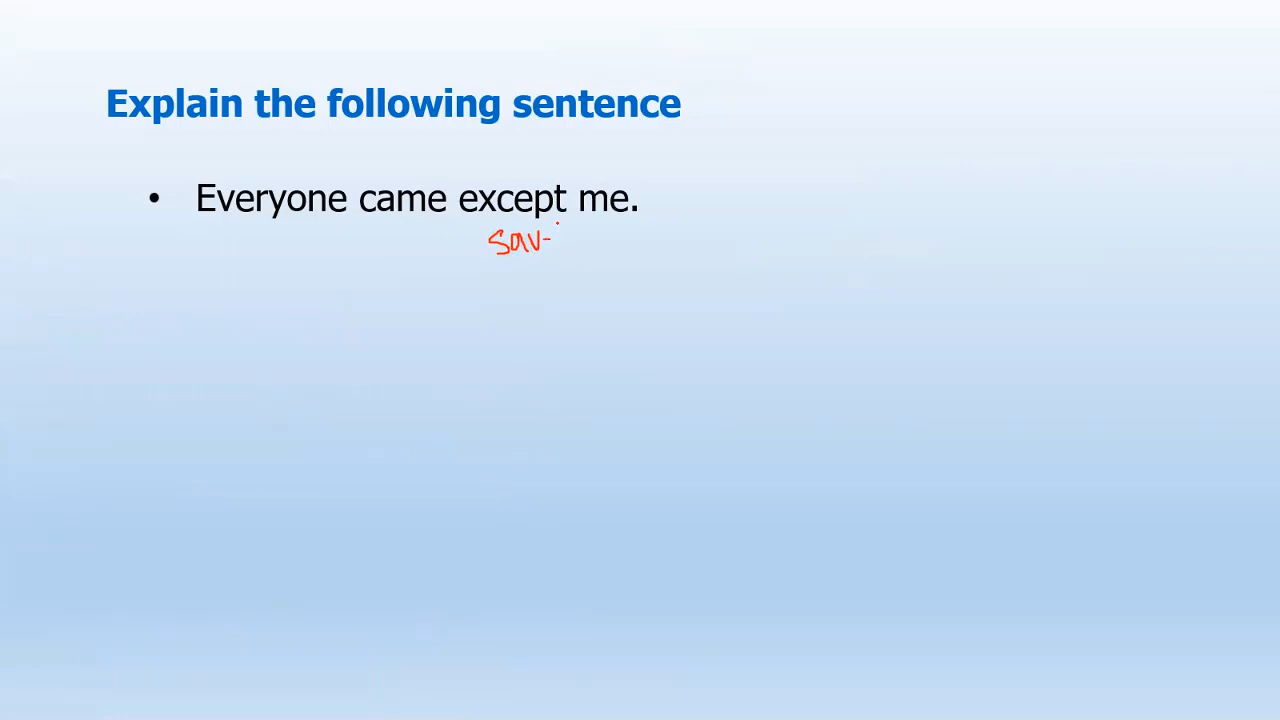 Explain the following sentence
• Everyone came except me.
sav